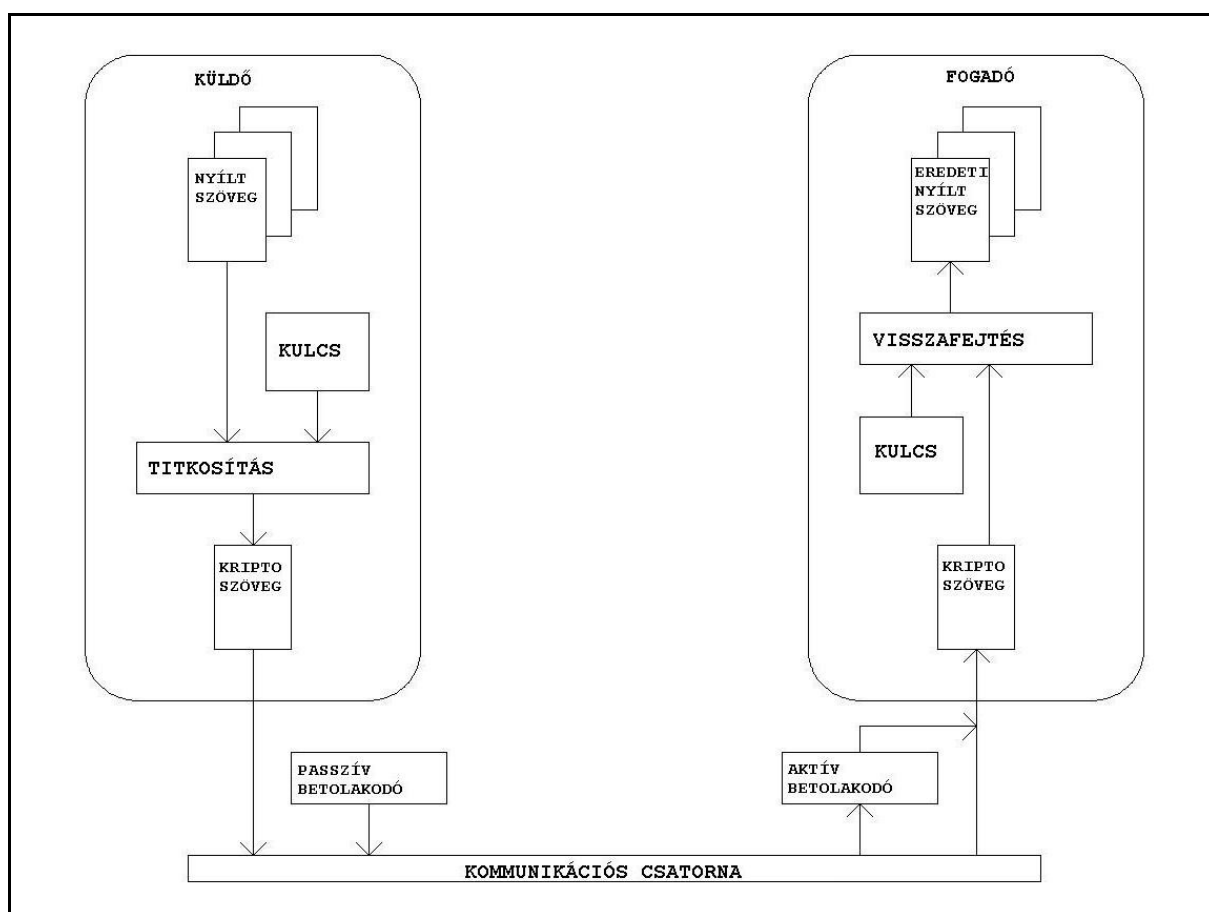 KÜLDŐ
NYÍLT
SZÖVEG
KULCS
TITKOSÍTÁS
KRIPTO
SZÖVEG
PASSZÍV
BETOLAKODÓ
FOGADÓ
EREDETI
NYÍLT
SZÖVEG
VISSZAFEJTÉS
KULCS
KRIPTO
SZÖVEG
AKTÍV
BETOLAKODÓ
KOMMUNIKÁCIÓS CSATORNA